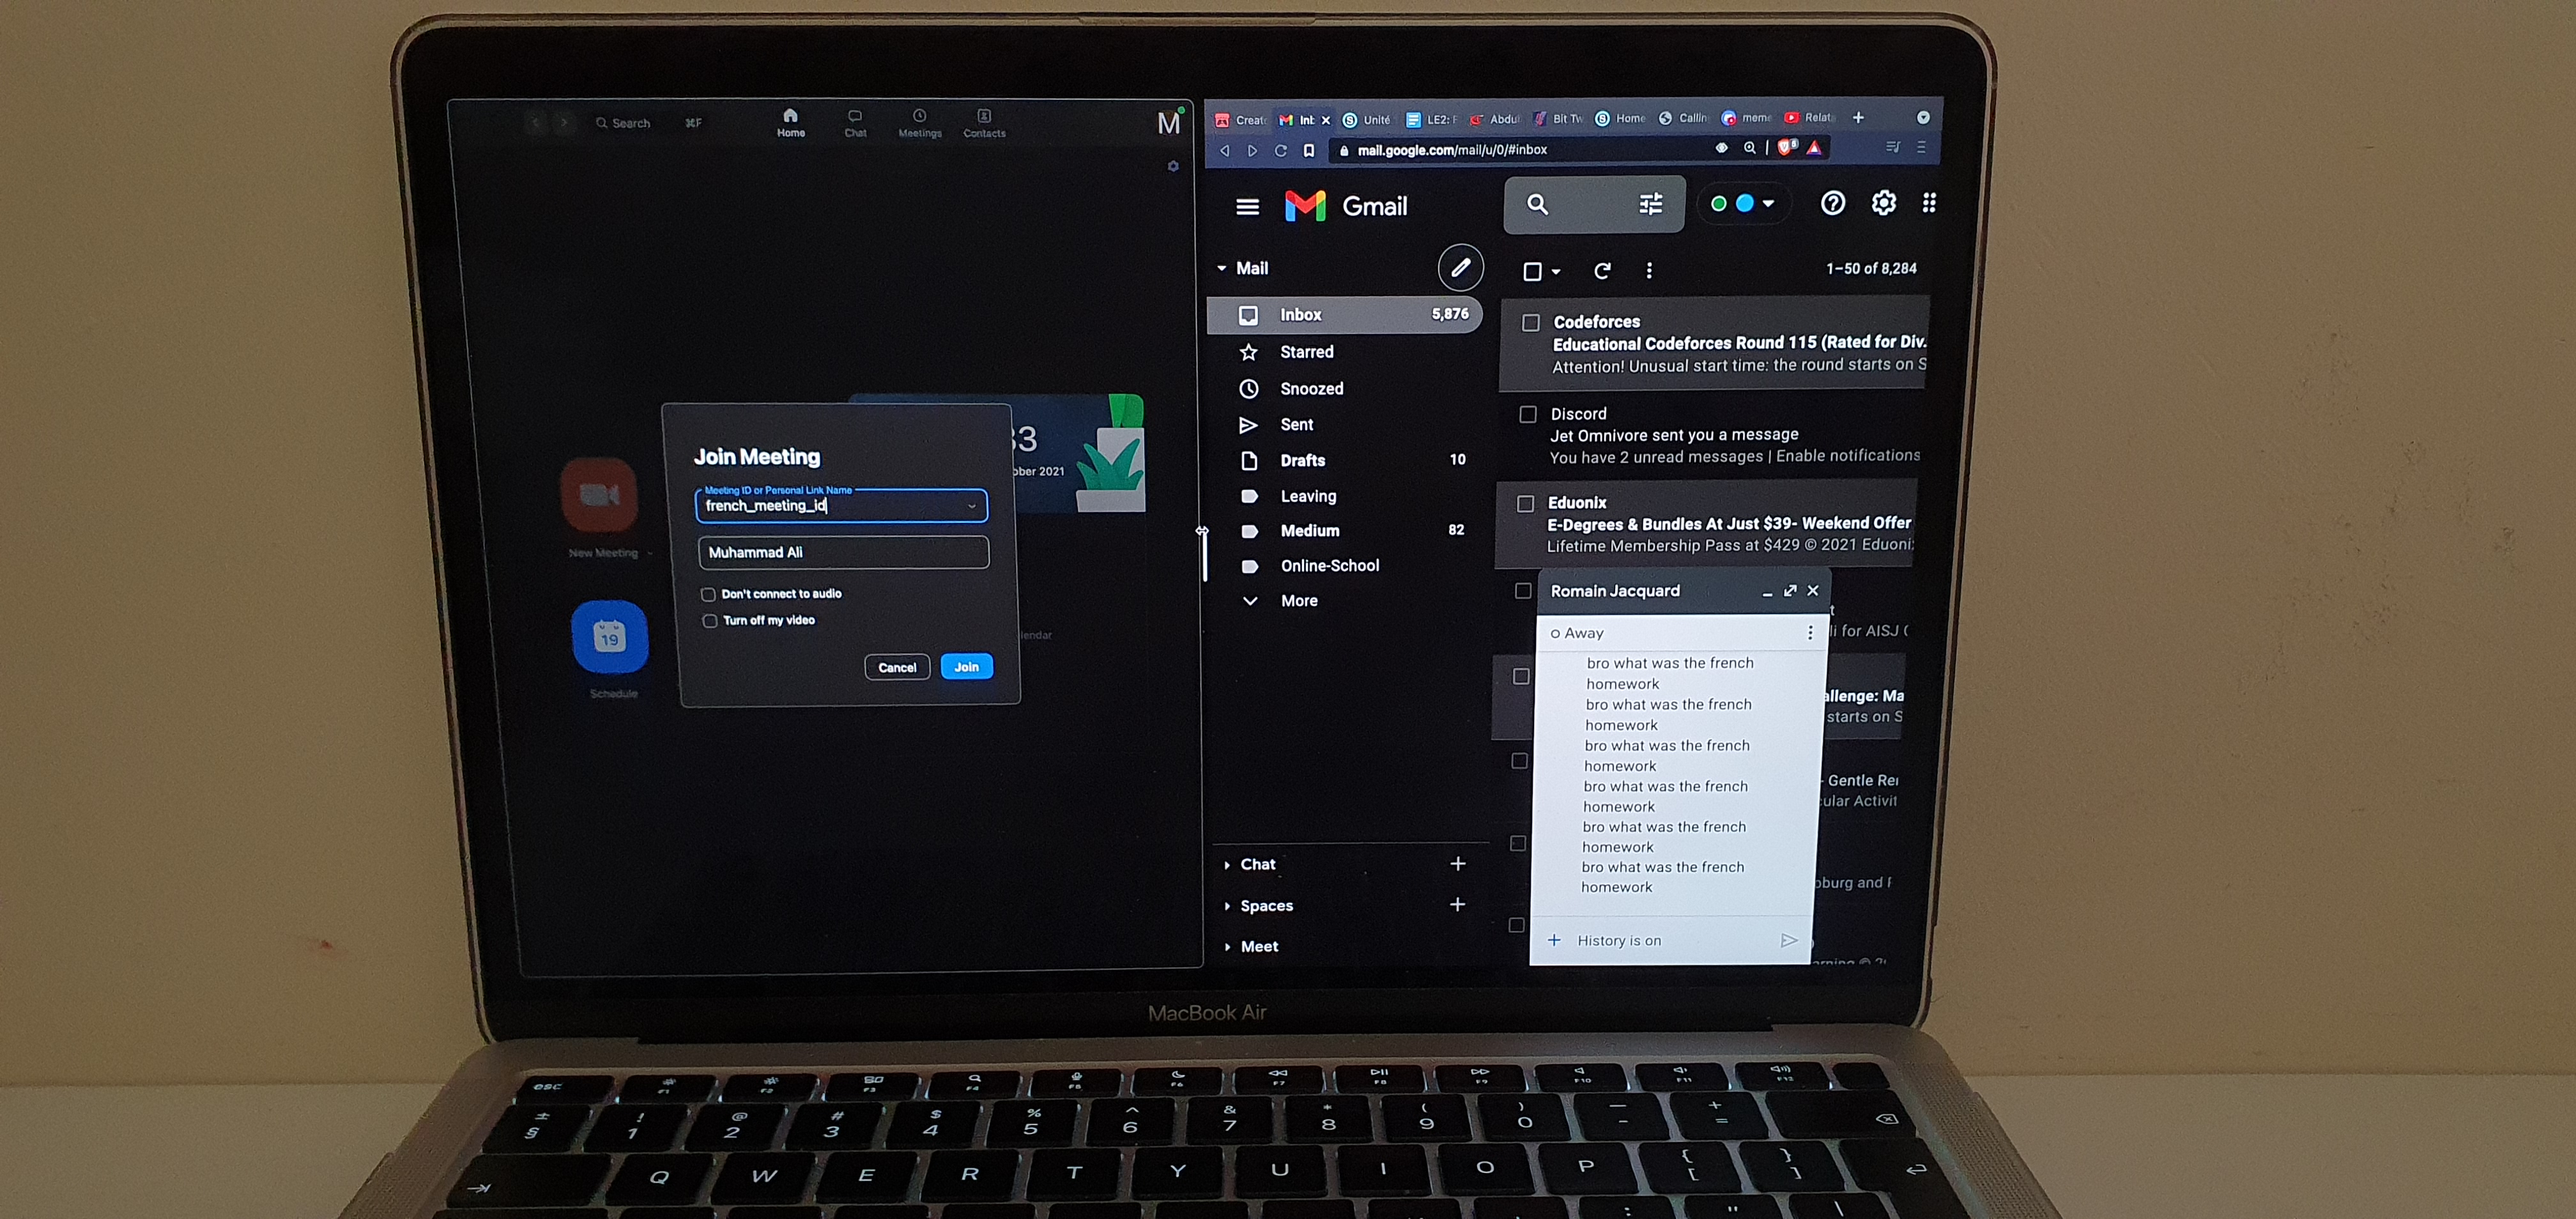 Search
⌘F
Home
Chat
Meetings
Contacts
M
33
ober 2021
Join Meeting
Meeting ID or Personal Link Name
french_meeting_id
Muhammad Ali
Don't connect to audio
Turn off my video
Cancel
Join
New Meeting
19
Schedule
lendar
Creat
Int
Unité
LE2: F
Abdul
Bit Tw
Home
Callin
meme
Relat
mail.google.com/mail/u/0/#inbox
Gmail
Mail
1–50 of 8,284
Inbox 5,876
Starred
Snoozed
Sent
Drafts 10
Leaving
Medium 82
Online-School
More
Chat
Spaces
Meet
Codeforces
Educational Codeforces Round 115 (Rated for Div.
Attention! Unusual start time: the round starts on S
Discord
Jet Omnivore sent you a message
You have 2 unread messages | Enable notifications
Eduonix
E-Degrees & Bundles At Just $39- Weekend Offer
Lifetime Membership Pass at $429 © 2021 Eduoni
t
li for AISJ
allenge: Ma
starts on S
- Gentle Rei
cular Activit
burg and
Romain Jacquard
Away
bro what was the french
homework
bro what was the french
homework
bro what was the french
homework
bro what was the french
homework
bro what was the french
homework
bro what was the french
homework
History is on
MacBook Air
esc F1 F2 F3 F4 F5 F6 F7 F8 F9 F10 F11 F12
± ! @ # $ % ^ & * ( ) — +
§ 1 2 3 4 5 6 7 8 9 0 - =
Q W E R T Y U I O P { [ } ]
: " \